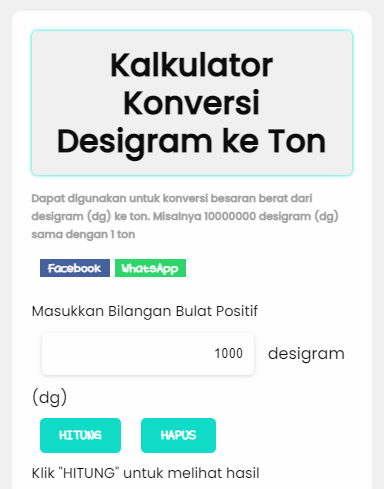 Kalkulator
Konversi
Desigram ke Ton
Dapat digunakan untuk konversi besaran berat dari
desigram (dg) ke ton. Misalnya 10000000 desigram (dg)
sama dengan 1 ton
Facebook WhatsApp
Masukkan Bilangan Bulat Positif
1000 desigram
(dg)
HITUNG HAPUS
Klik "HITUNG" untuk melihat hasil